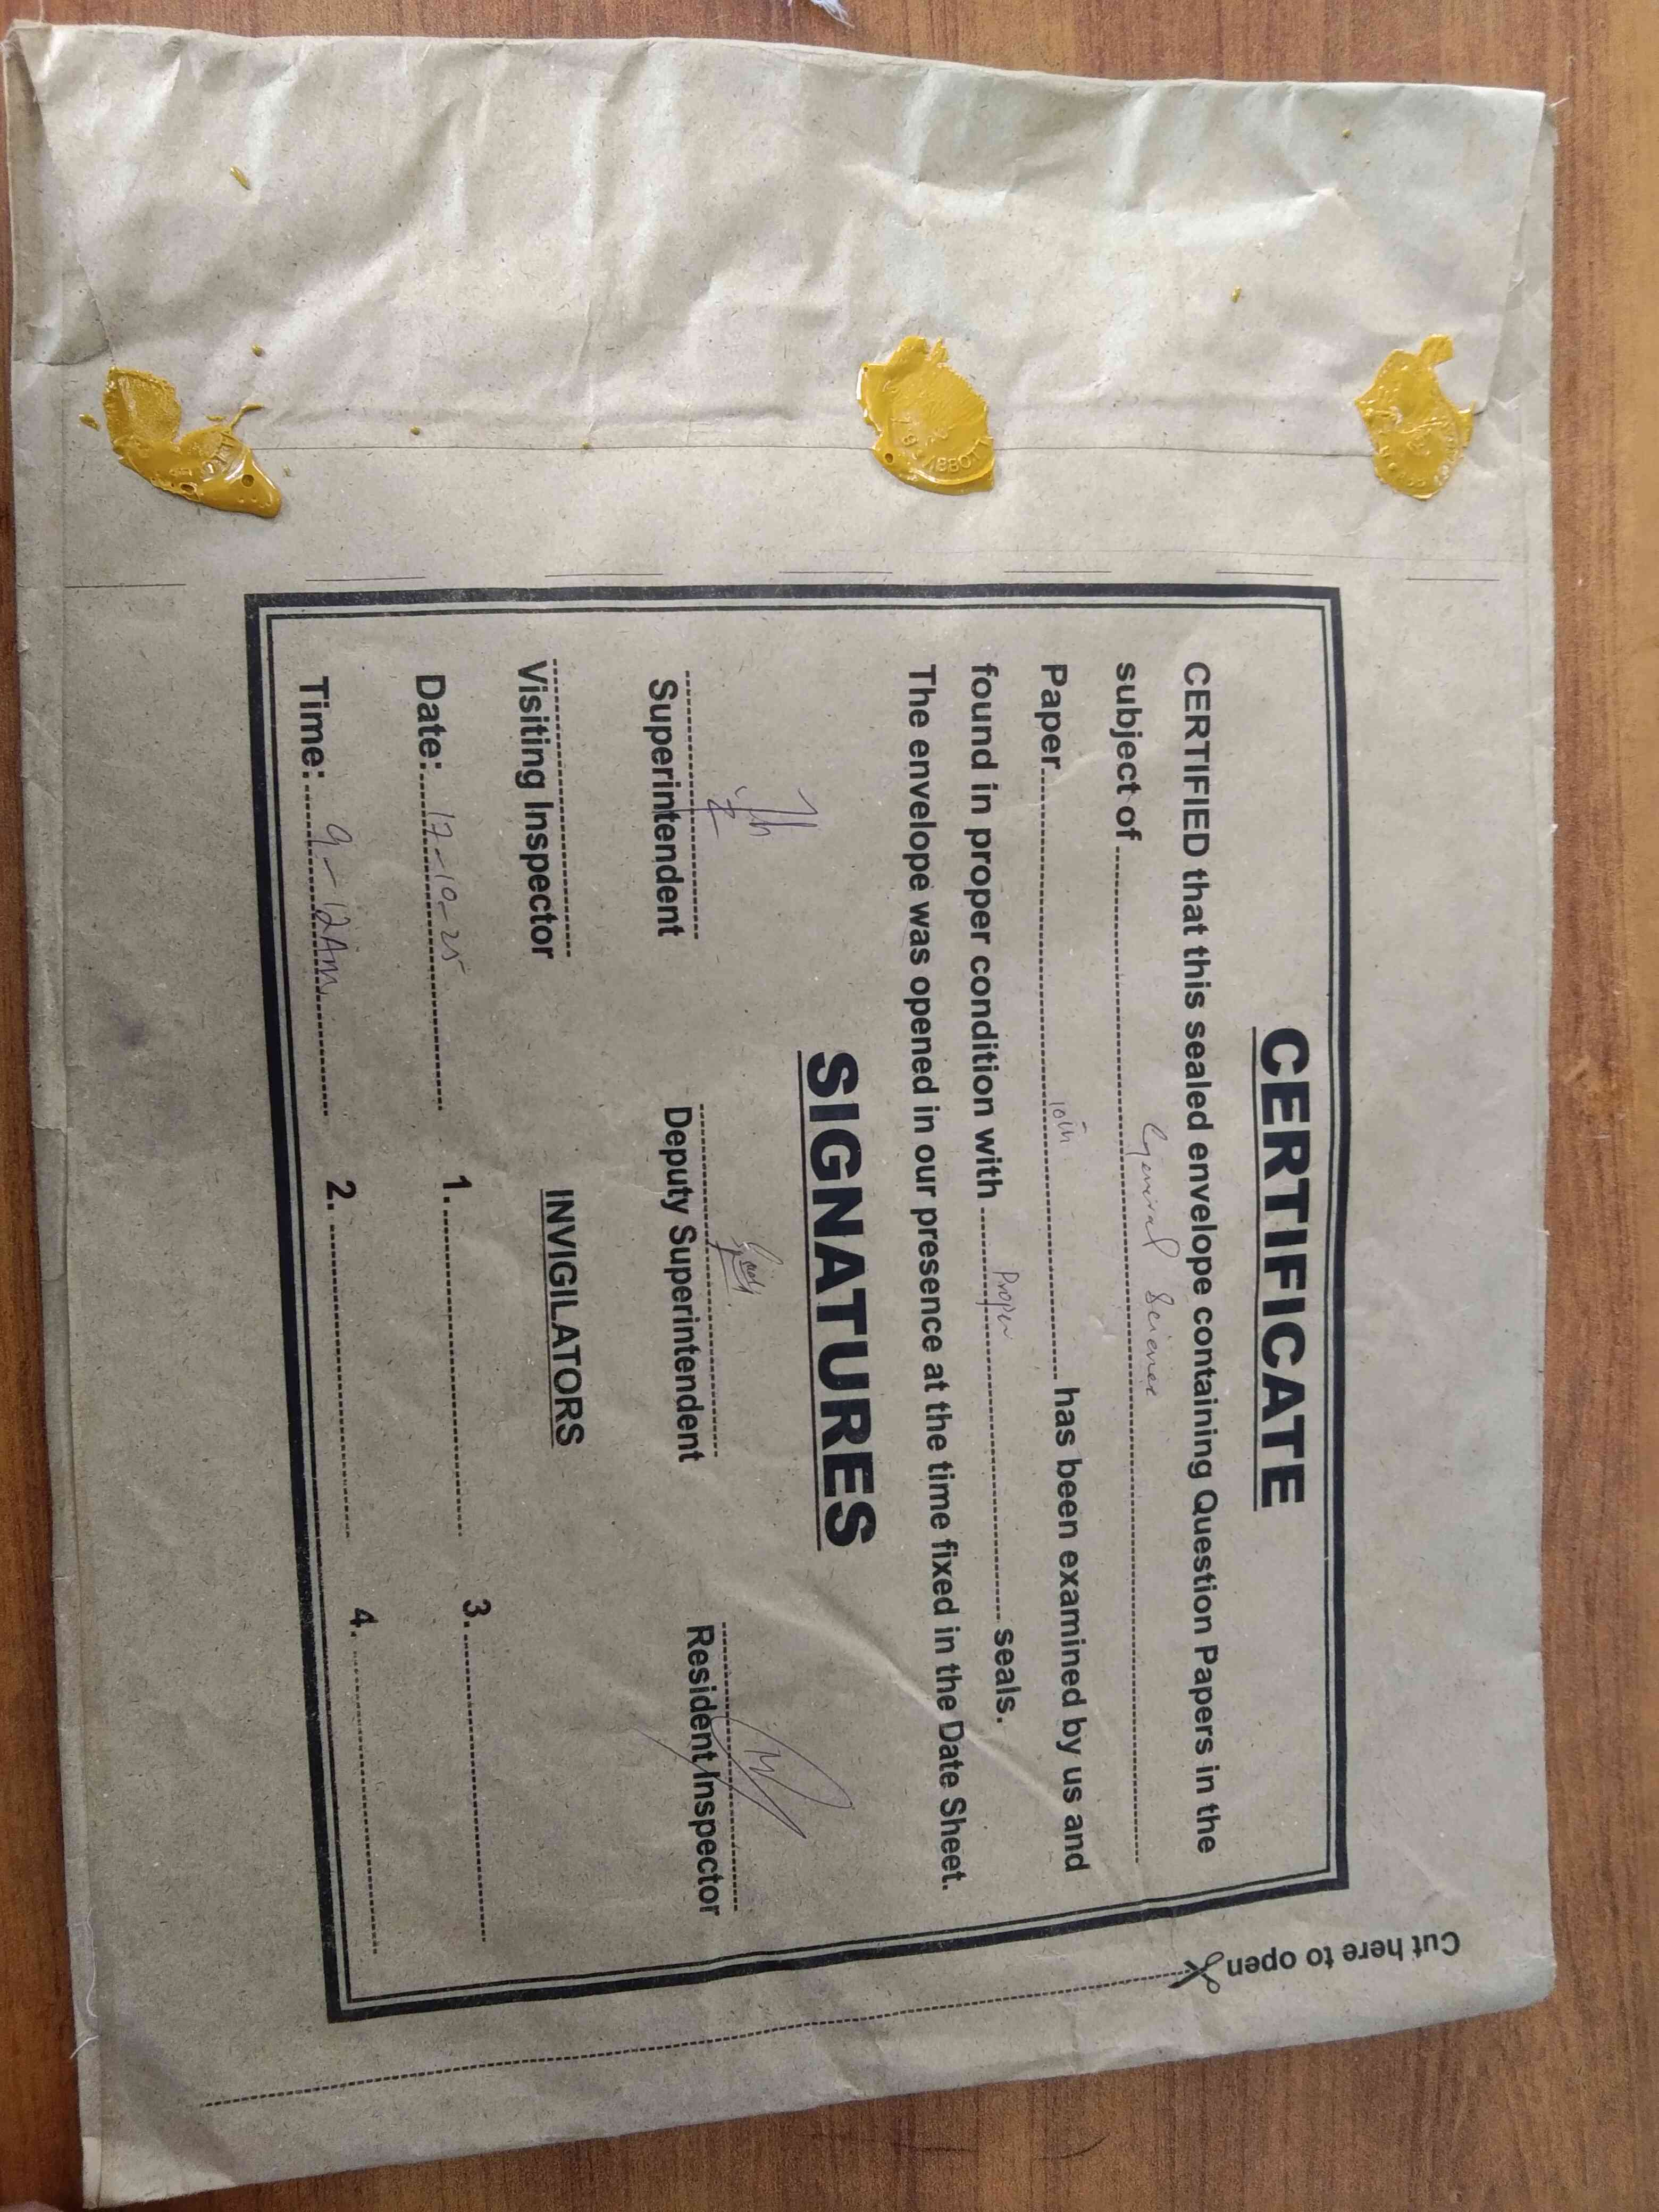 CERTIFICATE
CERTIFIED that this sealed envelope containing Question Papers in the
subject of General Science
Paper 10th has been examined by us and
found in proper condition with Proper seals.
The envelope was opened in our presence at the time fixed in the Date Sheet.
SIGNATURES
Superintendent Deputy Superintendent Resident Inspector
Visiting Inspector INVIGILATORS
Date: 17-10-25 1. 3.
Time: 9-12Am 2. 4.
Cut here to open
ABBOTT